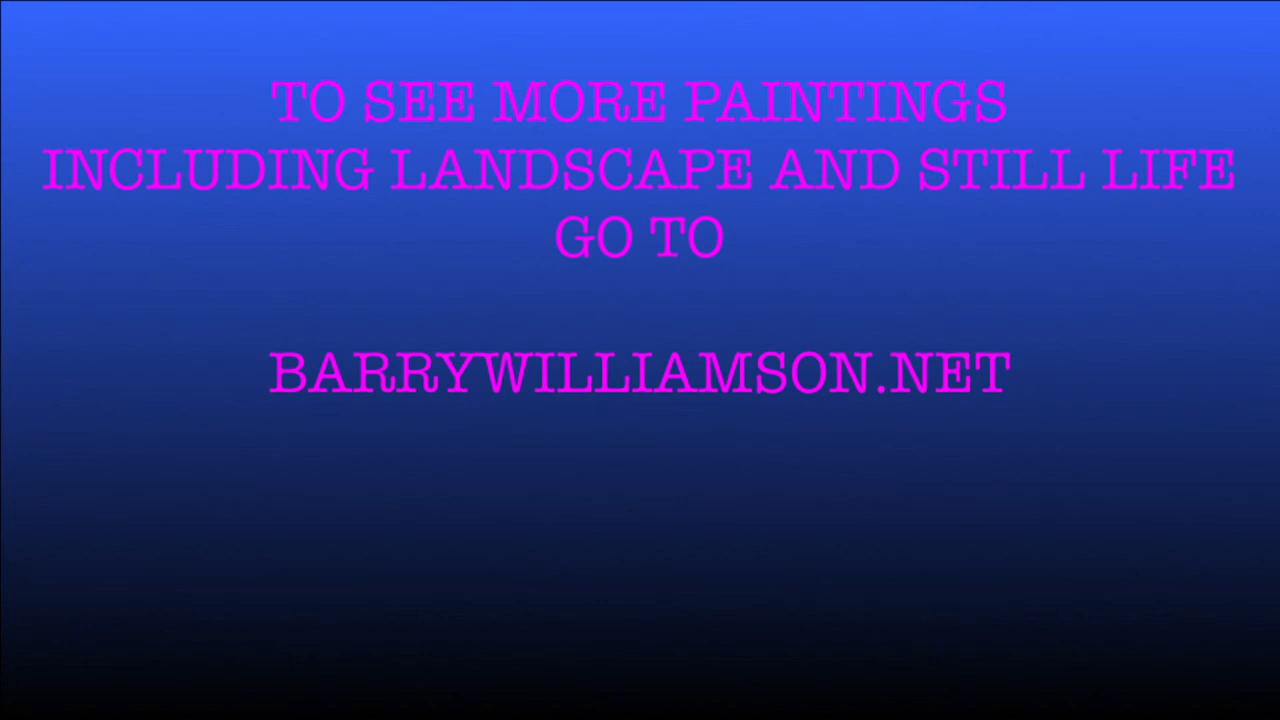 TO SEE MORE PAINTINGS
INCLUDING LANDSCAPE AND STILL LIFE
GO TO
BARRYWILLIAMSON.NET